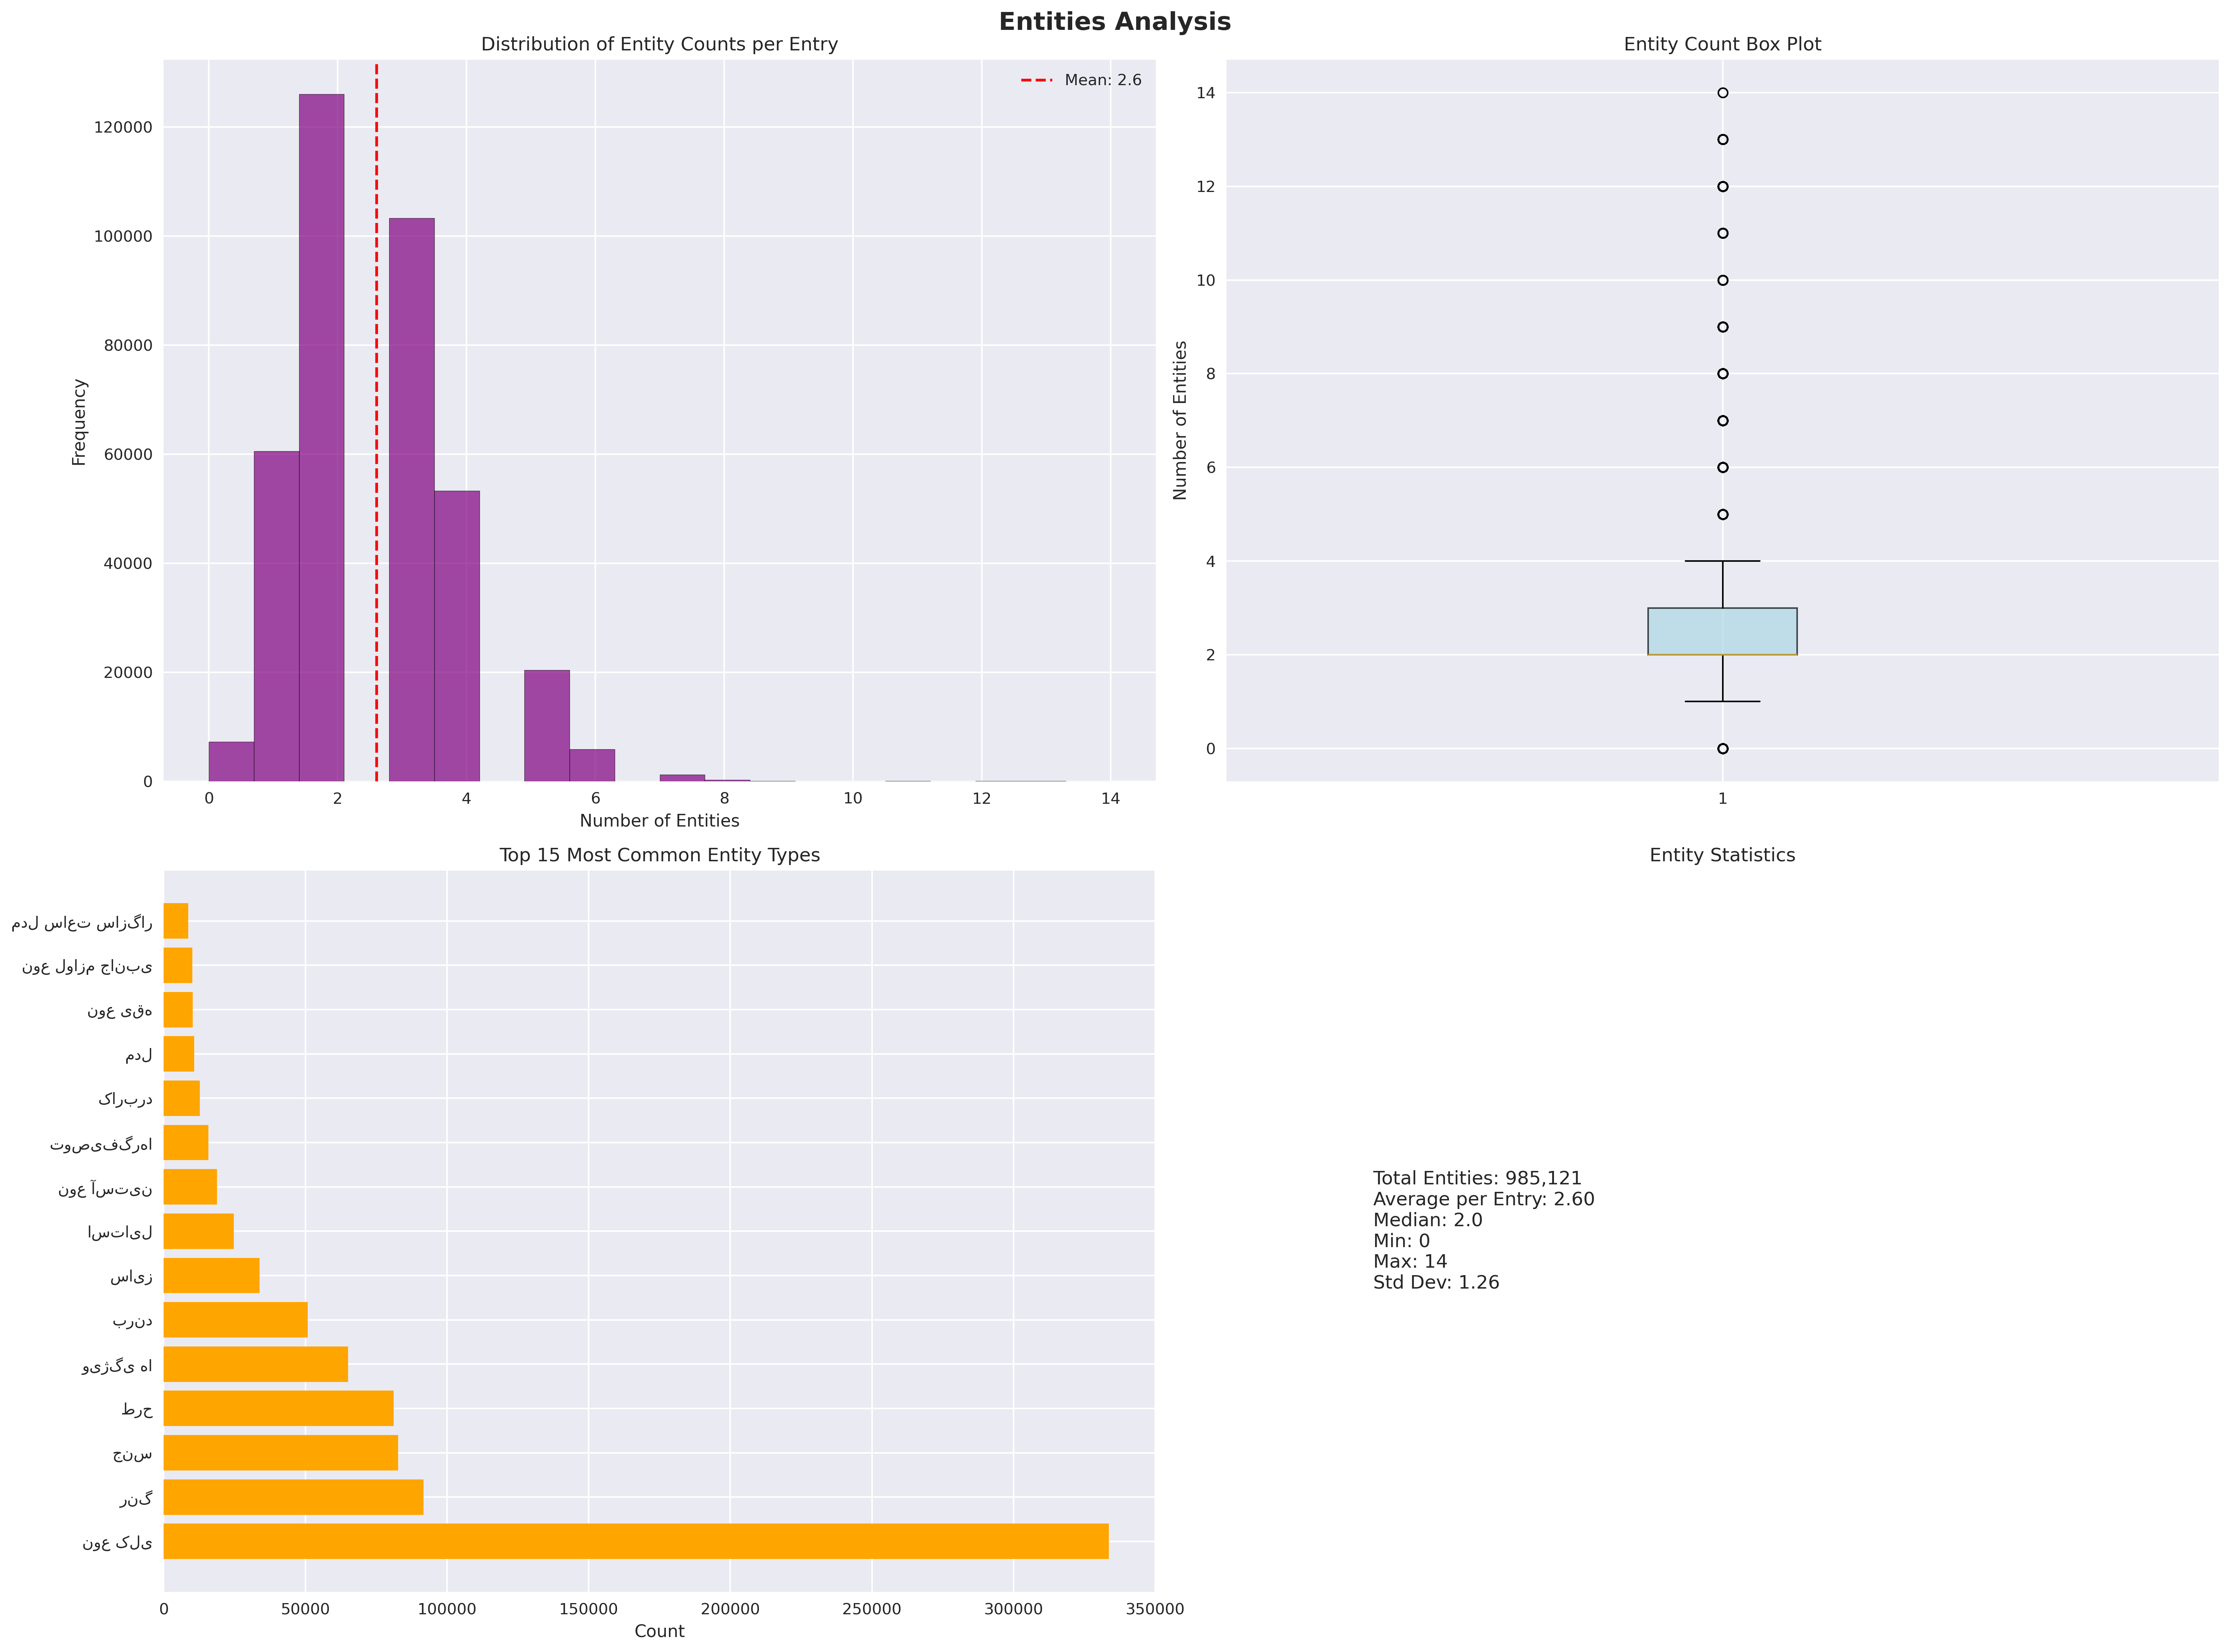 Entities Analysis
Distribution of Entity Counts per Entry
Mean: 2.6
120000
100000
80000
60000
40000
20000
0
Frequency
0 2 4 6 8 10 12 14
Number of Entities
Entity Count Box Plot
14
12
10
8
6
4
2
0
Number of Entities
1
Top 15 Most Common Entity Types
مدل ساعت سازگار
نوع لوازم جانبی
نوع یقه
مدل
کاربرد
توصیفگرها
نوع آستین
استایل
سایز
برند
ویژگی ها
طرح
جنس
رنگ
نوع کلی
0 50000 100000 150000 200000 250000 300000 350000
Count
Entity Statistics
Total Entities: 985,121
Average per Entry: 2.60
Median: 2.0
Min: 0
Max: 14
Std Dev: 1.26